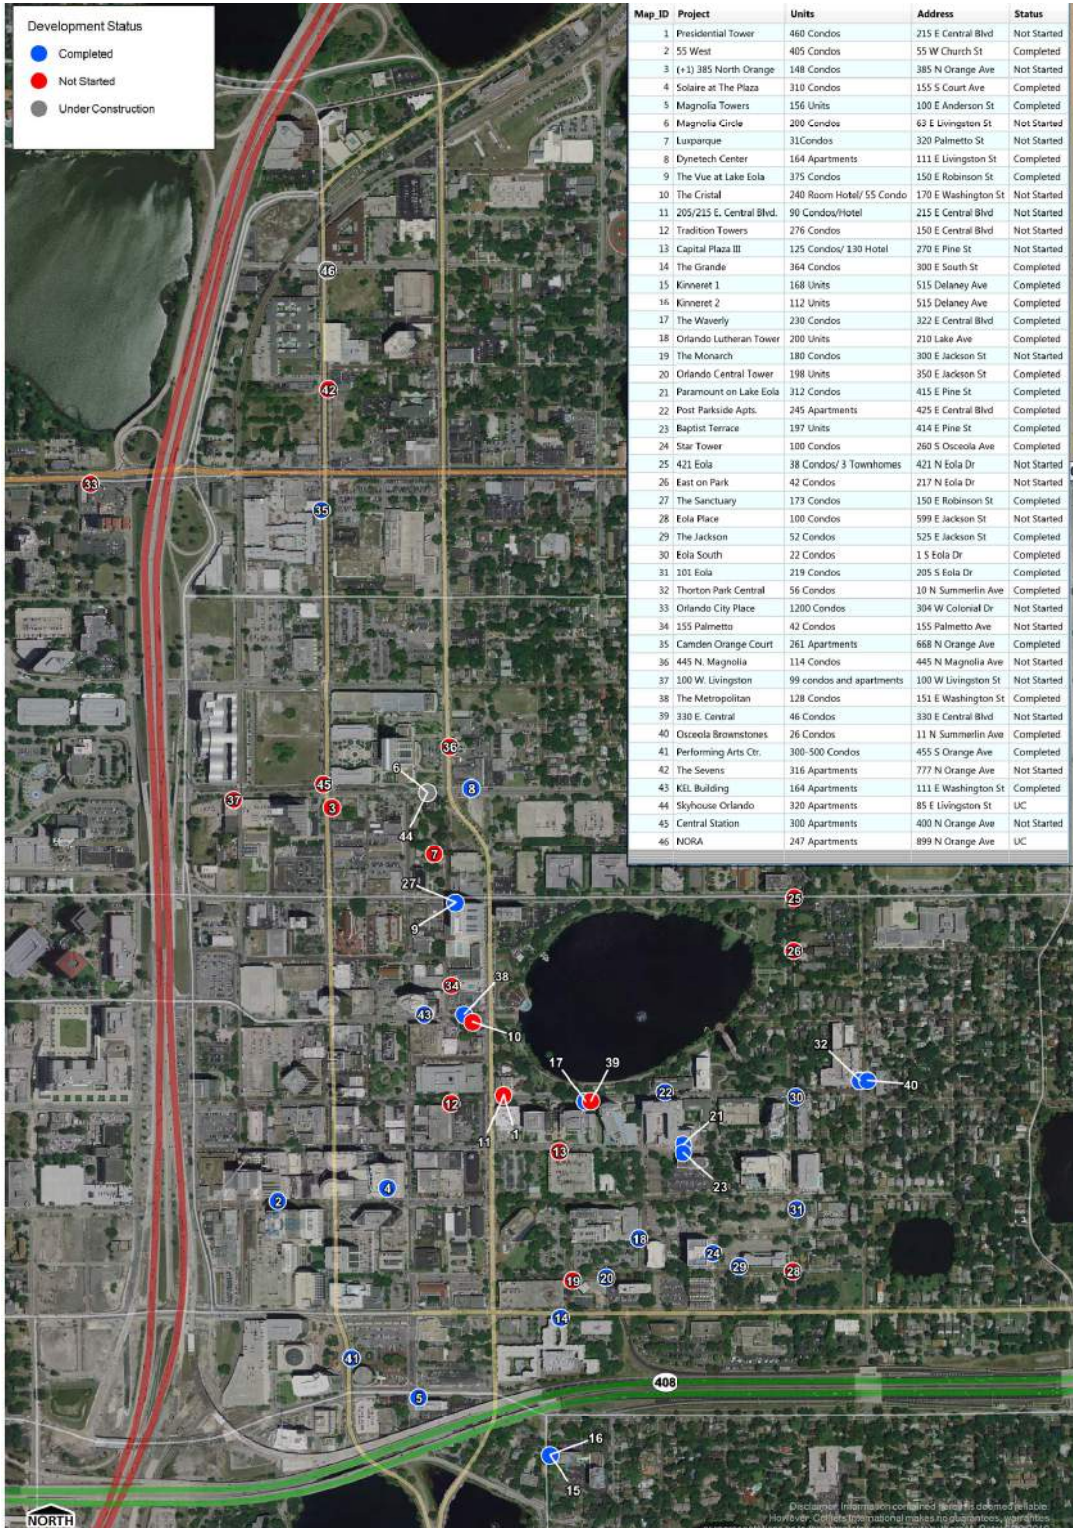 Development Status
Completed
Not Started
Under Construction
Map_ID Project Units Address Status
1 Presidential Tower 460 Condos 215 E Central Blvd Not Started
2 55 West 405 Condos 55 W Church St Completed
3 (+1) 385 North Orange 148 Condos 385 N Orange Ave Not Started
4 Solaire at The Plaza 310 Condos 155 S Court Ave Completed
5 Magnolia Towers 156 Units 100 E Anderson St Completed
6 Magnolia Circle 200 Condos 63 E Livingston St Not Started
7 Luxparque 31Condos 320 Palmetto St Not Started
8 Dynetech Center 164 Apartments 111 E Livingston St Completed
9 The Vue at Lake Eola 375 Condos 150 E Robinson St Completed
10 The Cristal 240 Room Hotel/ 55 Condo 170 E Washington St Not Started
11 205/215 E. Central Blvd. 90 Condos/Hotel 215 E Central Blvd Not Started
12 Tradition Towers 276 Condos 150 E Central Blvd Not Started
13 Capital Plaza III 125 Condos/ 130 Hotel 270 E Pine St Not Started
14 The Grande 364 Condos 300 E South St Completed
15 Kinneret 1 168 Units 515 Delaney Ave Completed
16 Kinneret 2 112 Units 515 Delaney Ave Completed
17 The Waverly 230 Condos 322 E Central Blvd Completed
18 Orlando Lutheran Tower 200 Units 210 Lake Ave Completed
19 The Monarch 180 Condos 300 E Jackson St Not Started
20 Orlando Central Tower 198 Units 350 E Jackson St Completed
21 Paramount on Lake Eola 312 Condos 415 E Pine St Completed
22 Post Parkside Apts. 245 Apartments 425 E Central Blvd Completed
23 Baptist Terrace 197 Units 414 E Pine St Completed
24 Star Tower 100 Condos 260 S Osceola Ave Completed
25 421 Eola 38 Condos/ 3 Townhomes 421 N Eola Dr Not Started
26 East on Park 42 Condos 217 N Eola Dr Not Started
27 The Sanctuary 173 Condos 150 E Robinson St Completed
28 Eola Place 100 Condos 599 E Jackson St Not Started
29 The Jackson 52 Condos 525 E Jackson St Completed
30 Eola South 22 Condos 1 S Eola Dr Completed
31 101 Eola 219 Condos 205 S Eola Dr Completed
32 Thorton Park Central 56 Condos 10 N Summerlin Ave Completed
33 Orlando City Place 1200 Condos 304 W Colonial Dr Not Started
34 155 Palmetto 42 Condos 155 Palmetto Ave Not Started
35 Camden Orange Court 261 Apartments 668 N Orange Ave Completed
36 445 N. Magnolia 114 Condos 445 N Magnolia Ave Not Started
37 100 W. Livingston 99 condos and apartments 100 W Livingston St Not Started
38 The Metropolitan 128 Condos 151 E Washington St Completed
39 330 E. Central 46 Condos 330 E Central Blvd Not Started
40 Osceola Brownstones 26 Condos 11 N Summerlin Ave Completed
41 Performing Arts Ctr. 300-500 Condos 455 S Orange Ave Completed
42 The Sevens 316 Apartments 777 N Orange Ave Not Started
43 KEL Building 164 Apartments 111 E Washington St Completed
44 Skyhouse Orlando 320 Apartments 85 E Livingston St UC
45 Central Station 300 Apartments 400 N Orange Ave Not Started
46 NORA 247 Apartments 899 N Orange Ave UC
46
42
33
35
36
6
45
8
37
3
44
7
27
25
9
26
34
38
43
10
32
17
39
40
22
30
12
11
1
21
13
23
4
2
31
18
24
29
19
20
28
14
41
408
5
16
15
NORTH
Disclaimer: Information contained herein is deemed reliable.
However, Colliers International makes no guarantees, warranties